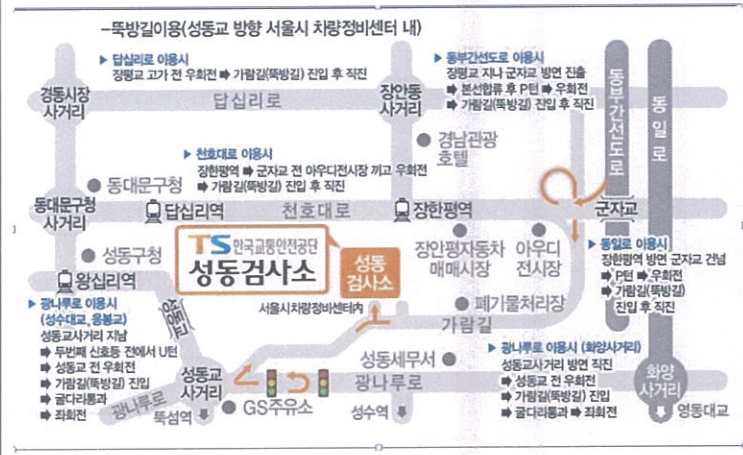 -뚝방길이용(성동교 방향 서울시 차량정비센터 내)
▶ 답십리로 이용시
장평교 고가 전 우회전 ➡ 가람길(뚝방길) 진입 후 직진
▶ 동부간선도로 이용시
장평교 지나 군자교 방면 진출
➡ 본선합류 후 P턴 ➡ 우회전
➡ 가람길(뚝방길) 진입 후 직진
경동시장
사거리
답십리로
장안동
사거리
동부간선도로
동일로
경남관광
호텔
▶ 천호대로 이용시
장한평역 ➡ 군자교 전 아우디전시장 끼고 우회전
➡ 가람길(뚝방길) 진입 후 직진
동대문구청
동대문구청
사거리
답십리역
천호대로
장한평역
군자교
성동구청
TS 한국교통안전공단
성동검사소
성동
검사소
장안평자동차
매매시장
아우디
전시장
▶ 동일로 이용시
장한평역 방면 군자교 건넘
➡ P턴 ➡ 우회전
➡ 가람길(뚝방길)
진입 후 직진
왕십리역
성동교
서울시차량정비센터內
폐기물처리장
가람길
▶ 광나루로 이용시
(성수대교, 응봉교)
성동교사거리 지남
➡ 두번째 신호등 전에서 U턴
➡ 성동교 전 우회전
➡ 가람길(뚝방길) 진입
➡ 굴다리통과
➡ 좌회전
성동교
사거리
성동세무서
광나루로
▶ 광나루로 이용시 (화양사거리)
성동교사거리 방면 직진
➡ 성동교 전 우회전
➡ 가람길(뚝방길) 진입
➡ 굴다리통과 ➡ 좌회전
화양
사거리
광나루로
뚝섬역
GS주유소
성수역
영동대교